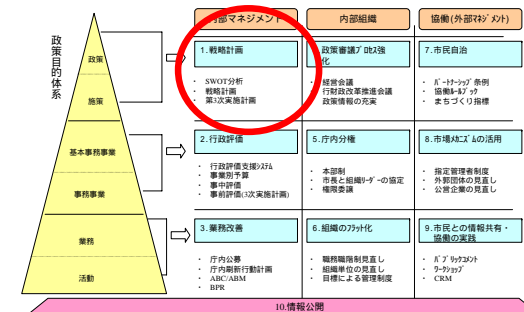 政策目的体系
政策
施策
基本事務事業
事務事業
業務
活動
内部マネジメント
内部組織
協働(外部ﾏﾈｼﾞﾒﾝﾄ)
1.戦略計画
・ SWOT分析
・ 戦略計画
・ 第3次実施計画
政策審議ﾌﾟﾛｾｽ強
化
・ 経営会議
・ 行財政改革推進会議
政策情報の充実
7.市民自治
・ ﾊﾟｰﾄﾅｰｼｯﾌﾟ条例
・ 協働ﾙｰﾙﾌﾞｯｸ
・ まちづくり指標
2.行政評価
・ 行政評価支援ｼｽﾃﾑ
・ 事業別予算
・ 事中評価
・ 事前評価(3次実施計画)
5.庁内分権
・ 本部制
・ 市長と組織ﾘｰﾀﾞｰの協定
・ 権限委譲
8.市場ﾒｶﾆｽﾞﾑの活用
・ 指定管理者制度
・ 外郭団体の見直し
・ 公営企業の見直し
3.業務改善
・ 庁内公募
・ 庁内刷新行動計画
・ ABC/ABM
・ BPR
6.組織のﾌﾗｯﾄ化
・ 職務職階制見直し
・ 組織単位の見直し
・ 目標による管理制度
9.市民との情報共有・
協働の実践
・ ﾊﾟﾌﾞﾘｯｸｺﾒﾝﾄ
・ ﾜｰｸｼｮｯﾌﾟ
・ CRM
10.情報公開